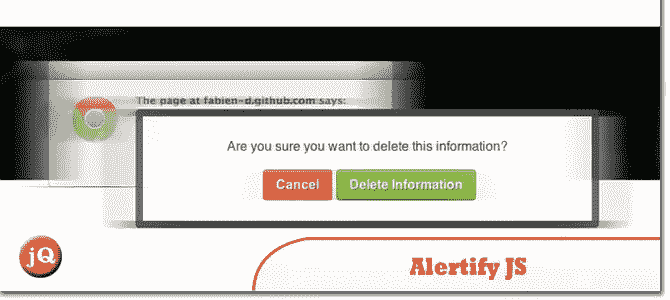 The page at fabien-d.github.com says:
Are you sure you want to delete this information?
Cancel Delete Information
jQ
Alertify JS